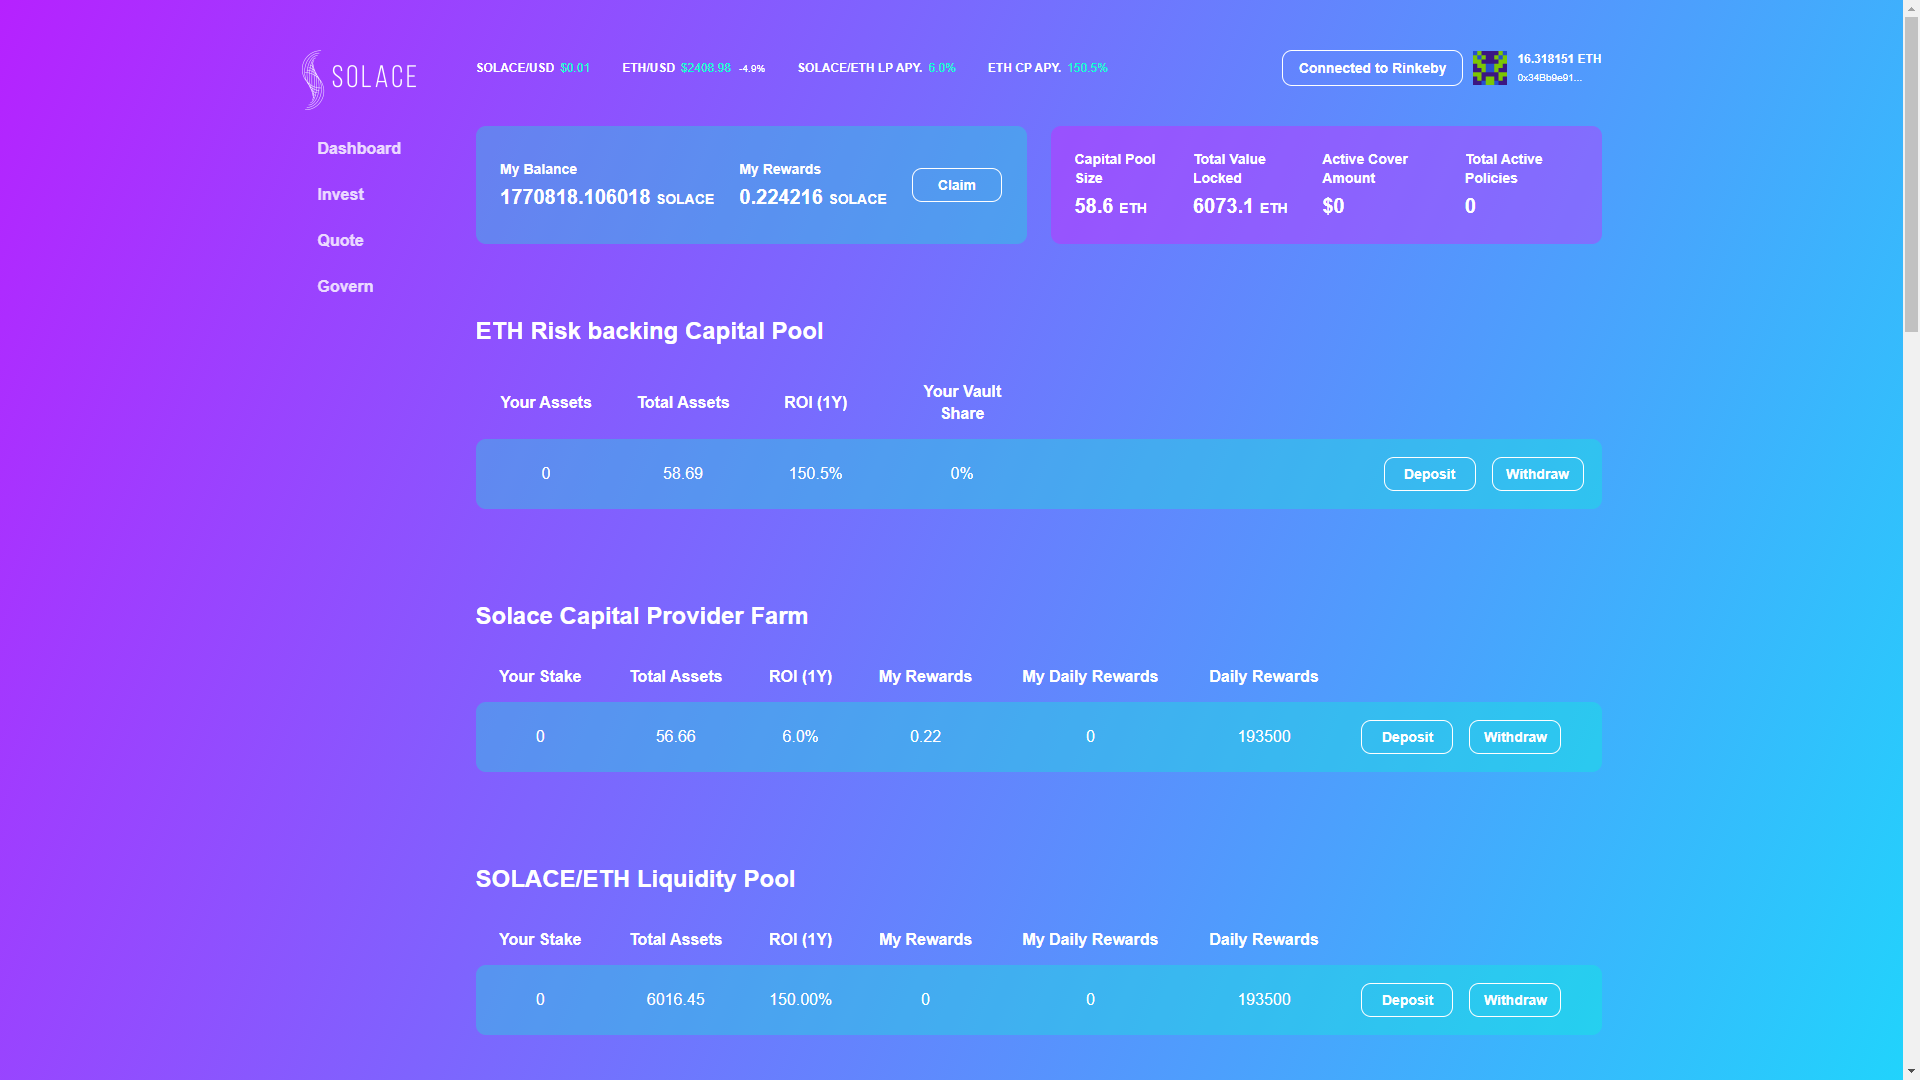 SOLACE
SOLACE/USD $0.01 ETH/USD $2408.98 -4.9% SOLACE/ETH LP APY. 6.0% ETH CP APY. 150.5%
Connected to Rinkeby
16.318151 ETH
0x34Bb9e91...
Dashboard
Invest
Quote
Govern
My Balance
1770818.106018 SOLACE
My Rewards
0.224216 SOLACE
Claim
Capital Pool
Size
58.6 ETH
Total Value
Locked
6073.1 ETH
Active Cover
Amount
$0
Total Active
Policies
0
ETH Risk backing Capital Pool
Your Assets Total Assets ROI (1Y) Your Vault
Share
0 58.69 150.5% 0% Deposit Withdraw
Solace Capital Provider Farm
Your Stake Total Assets ROI (1Y) My Rewards My Daily Rewards Daily Rewards
0 56.66 6.0% 0.22 0 193500 Deposit Withdraw
SOLACE/ETH Liquidity Pool
Your Stake Total Assets ROI (1Y) My Rewards My Daily Rewards Daily Rewards
0 6016.45 150.00% 0 0 193500 Deposit Withdraw